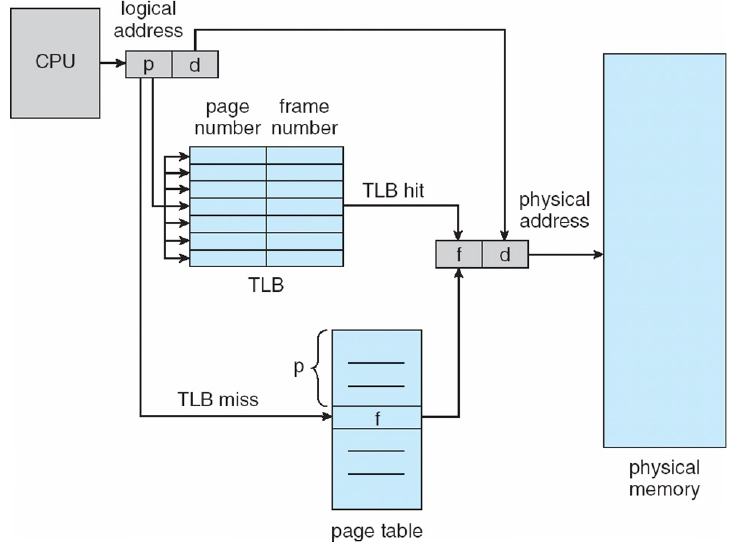 logical
address
CPU
p
d
page
number
frame
number
TLB hit
physical
address
f
d
TLB
p
TLB miss
f
physical
memory
page table